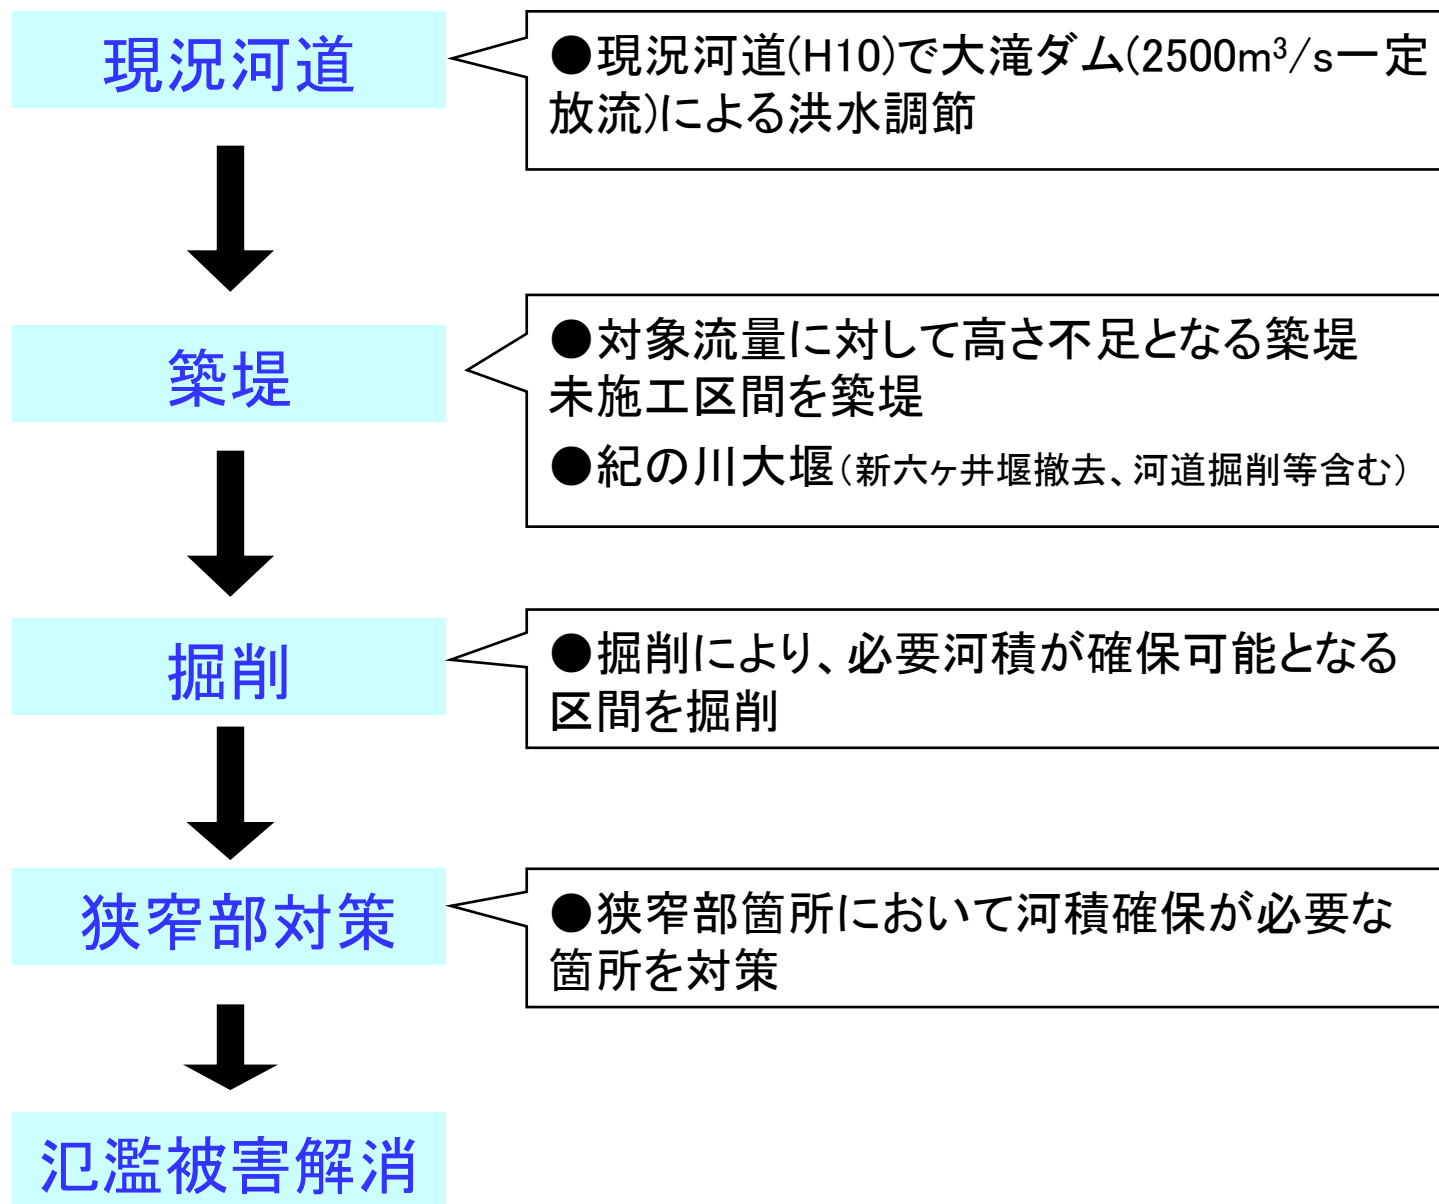 現況河道
●現況河道(H10)で大滝ダム(2500m³/s一定
放流)による洪水調節
築堤
●対象流量に対して高さ不足となる築堤
未施工区間を築堤
●紀の川大堰(新六ヶ井堰撤去、河道掘削等含む)
掘削
●掘削により、必要河積が確保可能となる
区間を掘削
狭窄部対策
●狭窄部箇所において河積確保が必要な
箇所を対策
氾濫被害解消